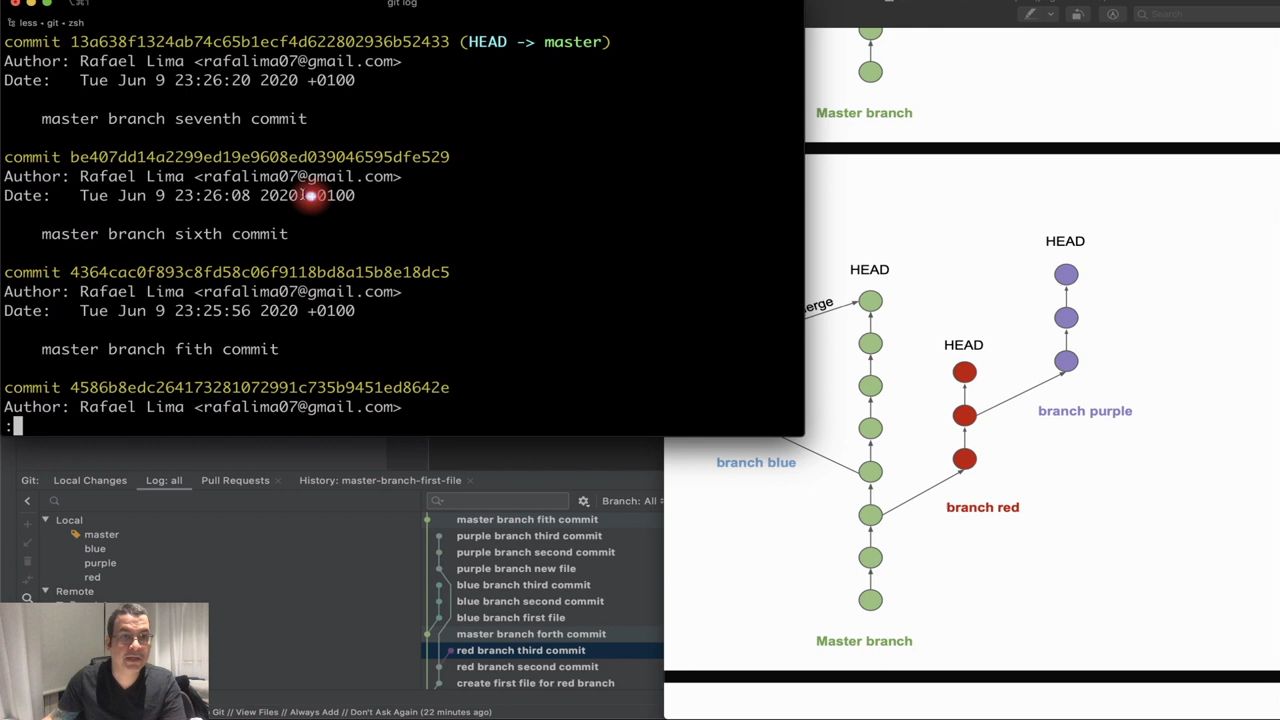 git log
less • git • zsh
commit 13a638f1324ab74c65b1ecf4d622802936b52433 (HEAD -> master)
Author: Rafael Lima <rafalima07@gmail.com>
Date:   Tue Jun 9 23:26:20 2020 +0100
master branch seventh commit
commit be407dd14a2299ed19e9608ed039046595dfe529
Author: Rafael Lima <rafalima07@gmail.com>
Date:   Tue Jun 9 23:26:08 2020 +0100
master branch sixth commit
commit 4364cac0f893c8fd58c06f9118bd8a15b8e18dc5
Author: Rafael Lima <rafalima07@gmail.com>
Date:   Tue Jun 9 23:25:56 2020 +0100
master branch fith commit
commit 4586b8edc264173281072991c735b9451ed8642e
Author: Rafael Lima <rafalima07@gmail.com>
:
Search
Master branch
HEAD
HEAD
erge
HEAD
branch purple
branch blue
branch red
Master branch
Git:
Local Changes
Log: all
Pull Requests
History: master-branch-first-file
Branch: All
Local
master
blue
purple
red
Remote
master branch fith commit
purple branch third commit
purple branch second commit
purple branch new file
blue branch third commit
blue branch second commit
blue branch first file
master branch forth commit
red branch third commit
red branch second commit
create first file for red branch
Git // View Files // Always Add // Don't Ask Again (22 minutes ago)